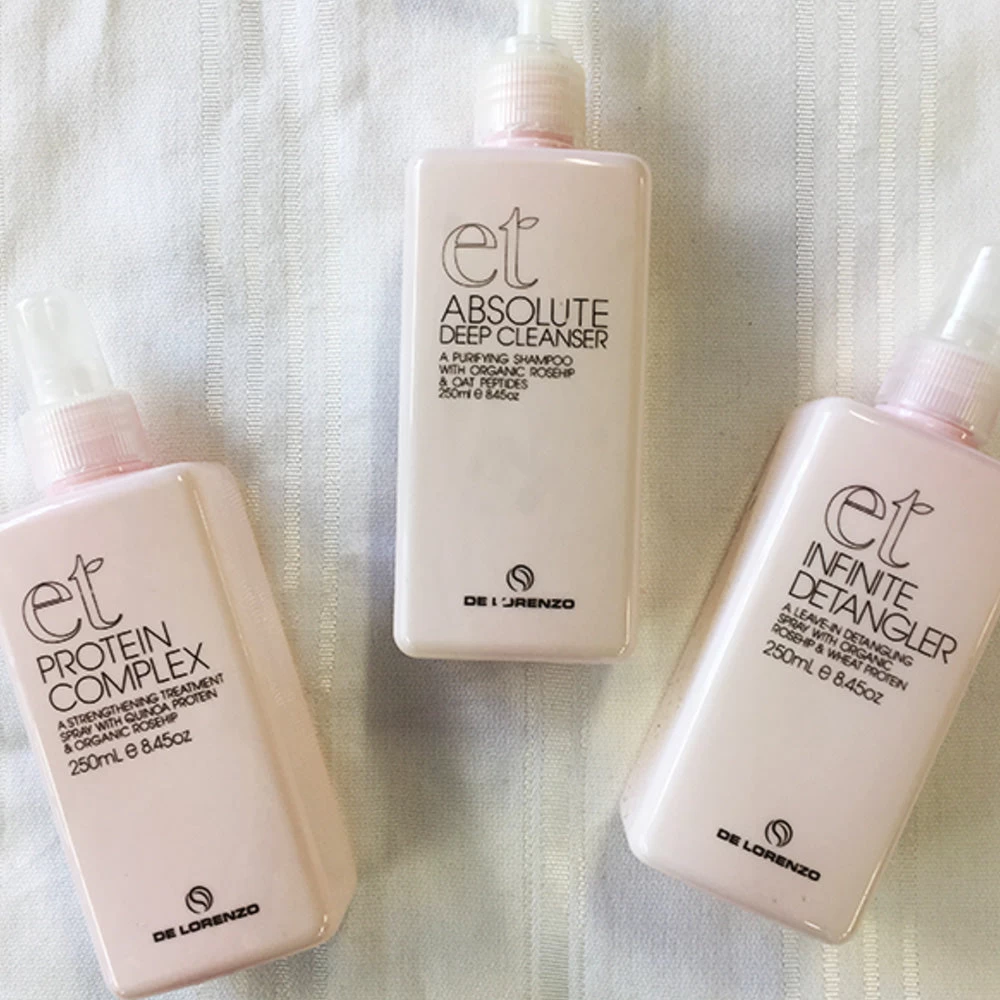 et
ABSOLUTE
DEEP CLEANSER
A PURIFYING SHAMPOO
WITH ORGANIC ROSEHIP
& OAT PEPTIDES
250ml ℮ 8.45oz
DE LORENZO
et
PROTEIN
COMPLEX
A STRENGTHENING TREATMENT
SPRAY WITH QUINOA PROTEIN
& ORGANIC ROSEHIP
250mL ℮ 8.45oz
DE LORENZO
et
INFINITE
DETANGLER
A LEAVE-IN DETANGLING
SPRAY WITH ORGANIC
ROSEHIP & WHEAT PROTEIN
250mL ℮ 8.45oz
DE LORENZO